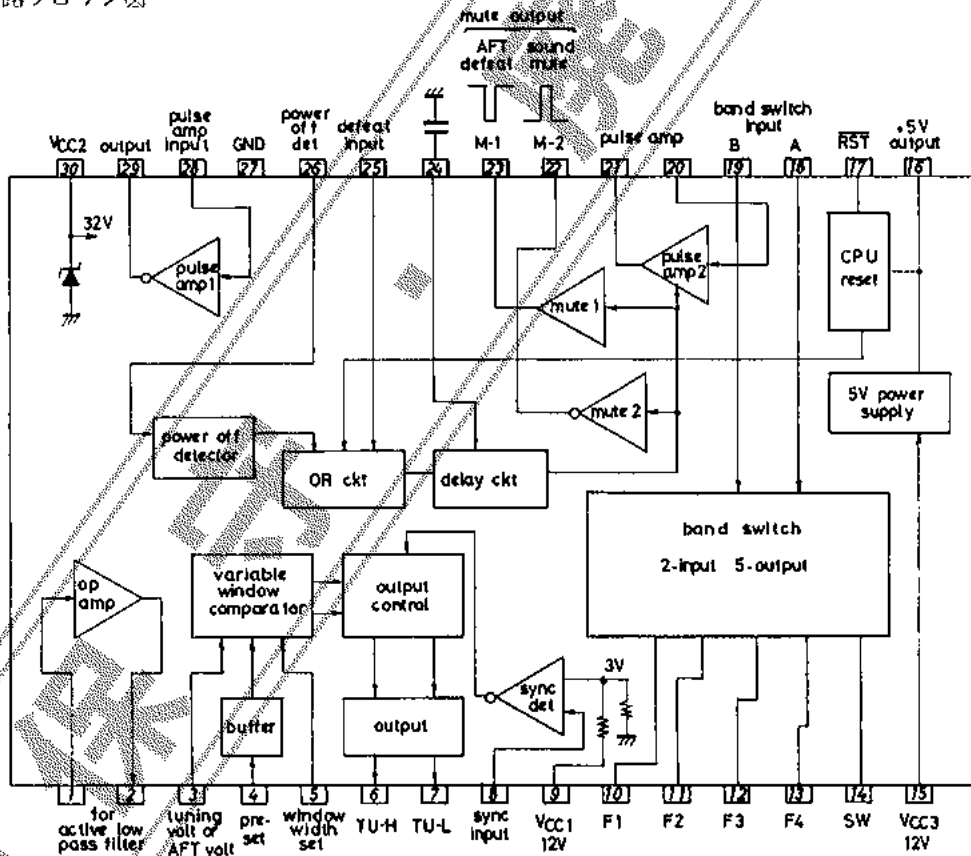 mute output
AFT defeat
sound mute
VCC2
output
pulse amp input
GND
power off det
defeat input
M-1
M-2
pulse amp
band switch input
B
A
RST
+5V output
30
29
28
27
26
25
24
23
22
21
20
19
18
17
16
32V
pulse amp1
pulse amp2
mute 1
mute 2
CPU reset
5V power supply
power off detector
OR ckt
delay ckt
band switch
2-input 5-output
op amp
variable window comparator
output control
sync det
3V
buffer
output
1
2
3
4
5
6
7
8
9
10
11
12
13
14
15
for active low pass filter
tuning volt or AFT volt
pre-set
window width set
TU-H
TU-L
sync input
VCC1 12V
F1
F2
F3
F4
SW
VCC3 12V